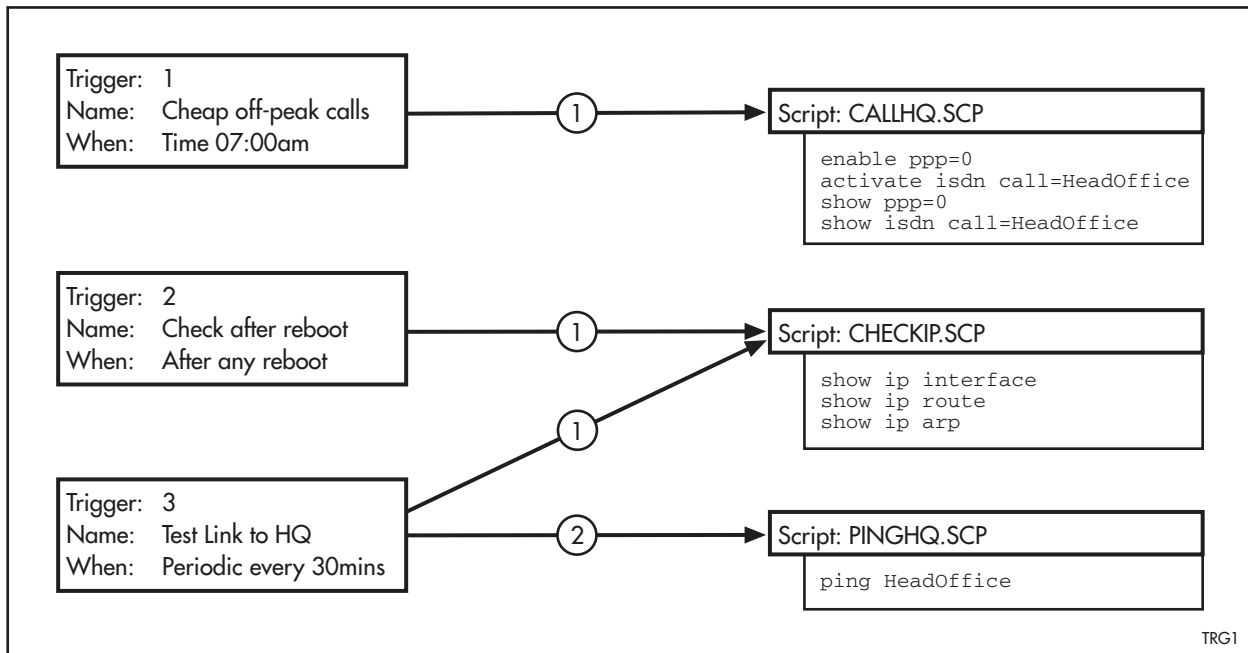 Trigger: 1
Name: Cheap off-peak calls
When: Time 07:00am
1
Script: CALLHQ.SCP
enable ppp=0
activate isdn call=HeadOffice
show ppp=0
show isdn call=HeadOffice
Trigger: 2
Name: Check after reboot
When: After any reboot
1
Script: CHECKIP.SCP
show ip interface
show ip route
show ip arp
1
Trigger: 3
Name: Test Link to HQ
When: Periodic every 30mins
2
Script: PINGHQ.SCP
ping HeadOffice
TRG1